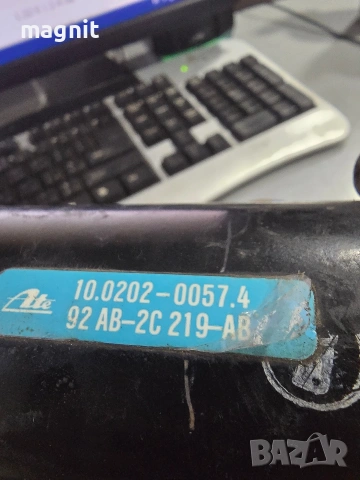 magnit
Ate
10.0202-0057.4
92 AB-2C 219-AB
BAZAR